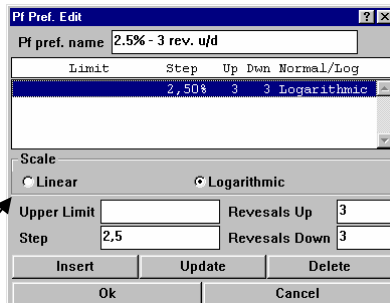 Pf Pref. Edit
Pf pref. name 2.5% - 3 rev. u/d
Limit Step Up Dwn Normal/Log
2,50% 3 3 Logarithmic
Scale
Linear Logarithmic
Upper Limit Revesals Up 3
Step 2,5 Revesals Down 3
Insert Update Delete
Ok Cancel